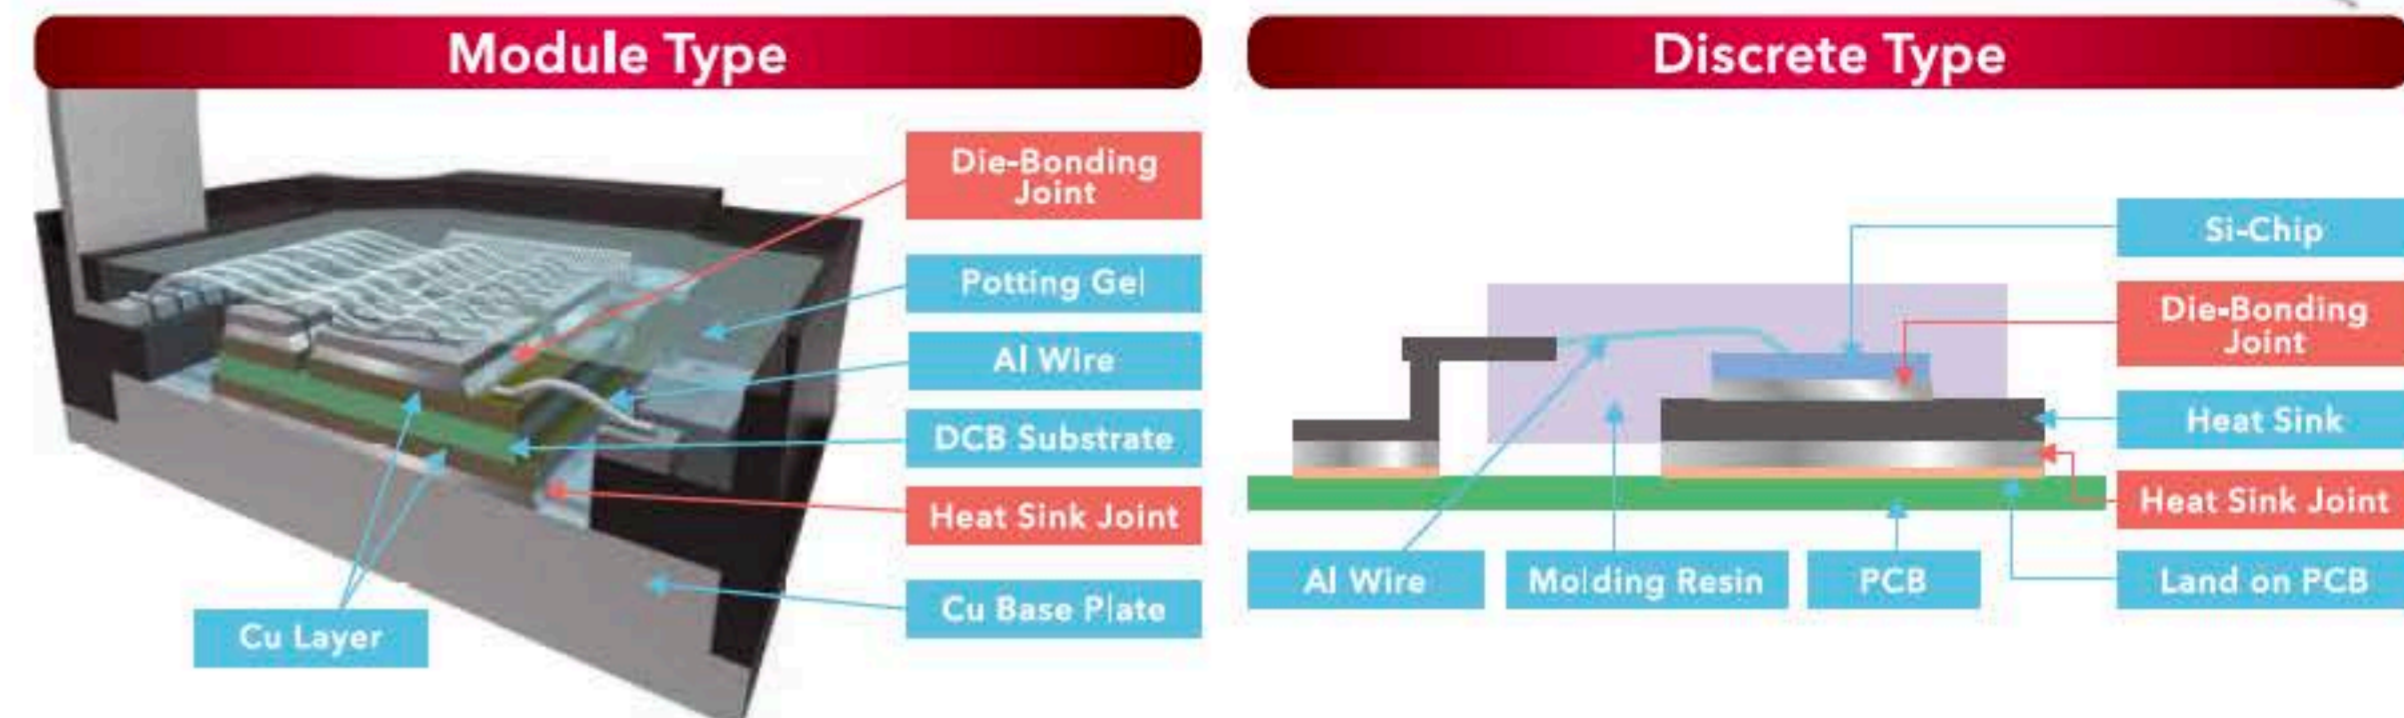 Module Type
Die-Bonding
Joint
Potting Gel
Al Wire
DCB Substrate
Heat Sink Joint
Cu Base Plate
Cu Layer
Discrete Type
Si-Chip
Die-Bonding
Joint
Heat Sink
Heat Sink Joint
Land on PCB
Al Wire
Molding Resin
PCB